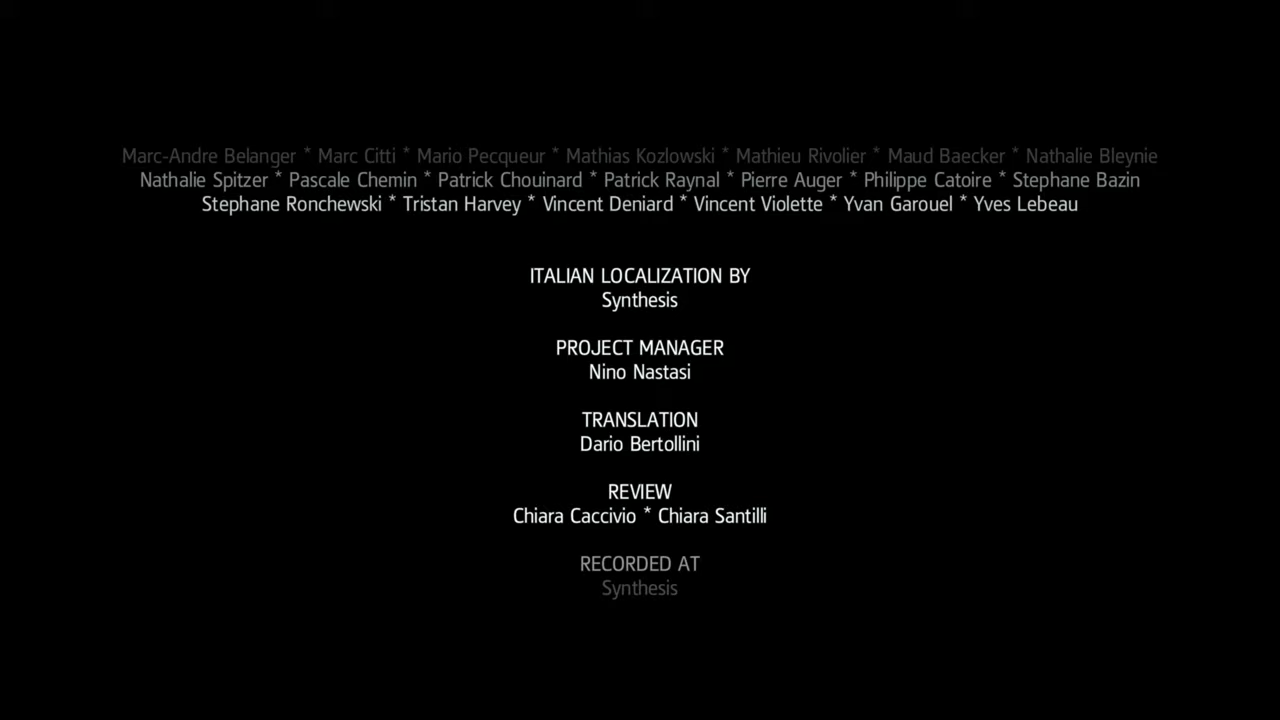 Marc-Andre Belanger * Marc Citti * Mario Pecqueur * Mathias Kozlowski * Mathieu Rivolier * Maud Baecker * Nathalie Bleynie
Nathalie Spitzer * Pascale Chemin * Patrick Chouinard * Patrick Raynal * Pierre Auger * Philippe Catoire * Stephane Bazin
Stephane Ronchewski * Tristan Harvey * Vincent Deniard * Vincent Violette * Yvan Garouel * Yves Lebeau
ITALIAN LOCALIZATION BY
Synthesis
PROJECT MANAGER
Nino Nastasi
TRANSLATION
Dario Bertollini
REVIEW
Chiara Caccivio * Chiara Santilli
RECORDED AT
Synthesis